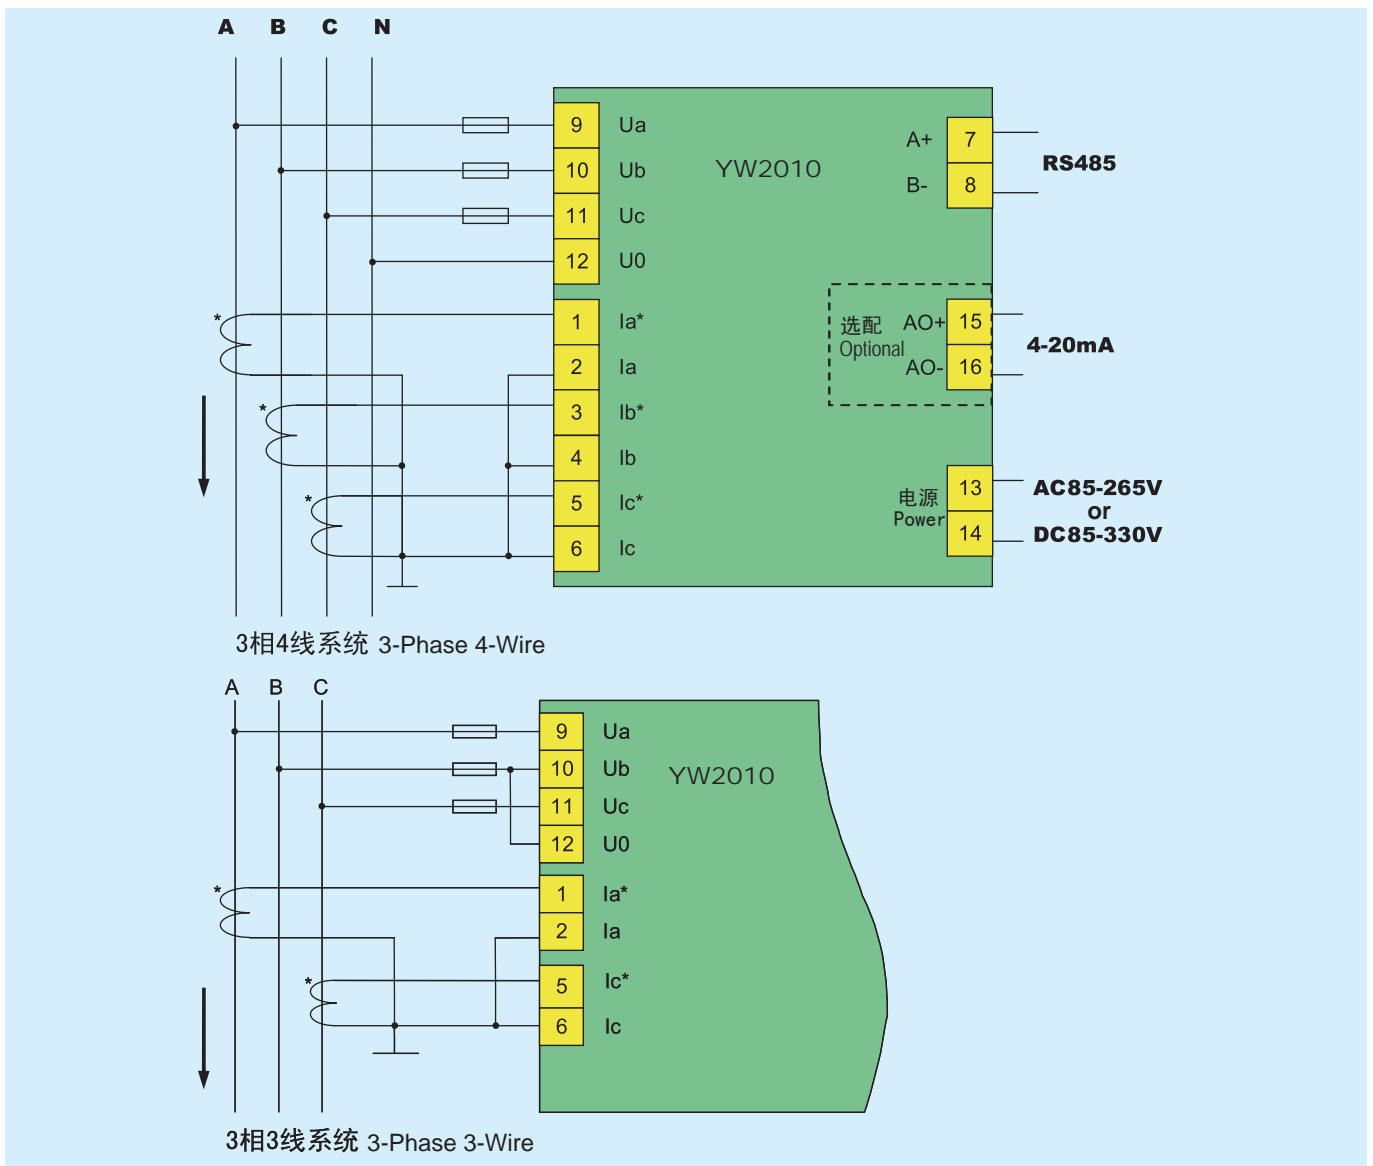 A B C N
9 Ua
10 Ub
11 Uc
12 U0
YW2010
A+ 7
B- 8
RS485
* 1 Ia*
2 Ia
* 3 Ib*
4 Ib
* 5 Ic*
6 Ic
选配 AO+ 15
Optional
AO- 16
4-20mA
电源 13
Power
14
AC85-265V
or
DC85-330V
3相4线系统 3-Phase 4-Wire
A B C
9 Ua
10 Ub
11 Uc
12 U0
YW2010
* 1 Ia*
2 Ia
* 5 Ic*
6 Ic
3相3线系统 3-Phase 3-Wire